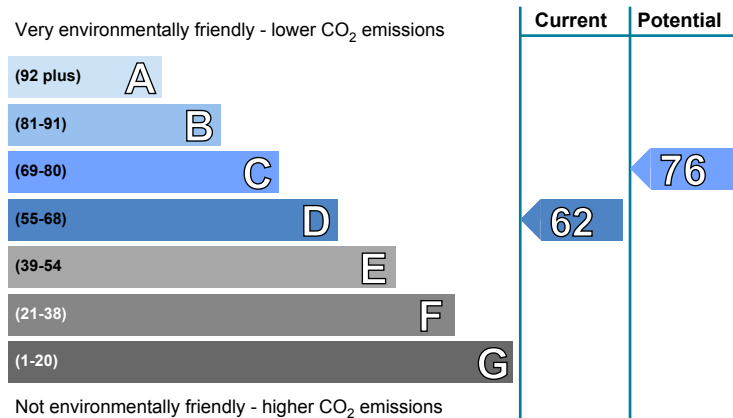 Very environmentally friendly - lower CO2 emissions
Current
Potential
(92 plus) A
(81-91) B
(69-80) C
76
(55-68) D
62
(39-54 E
(21-38) F
(1-20) G
Not environmentally friendly - higher CO2 emissions